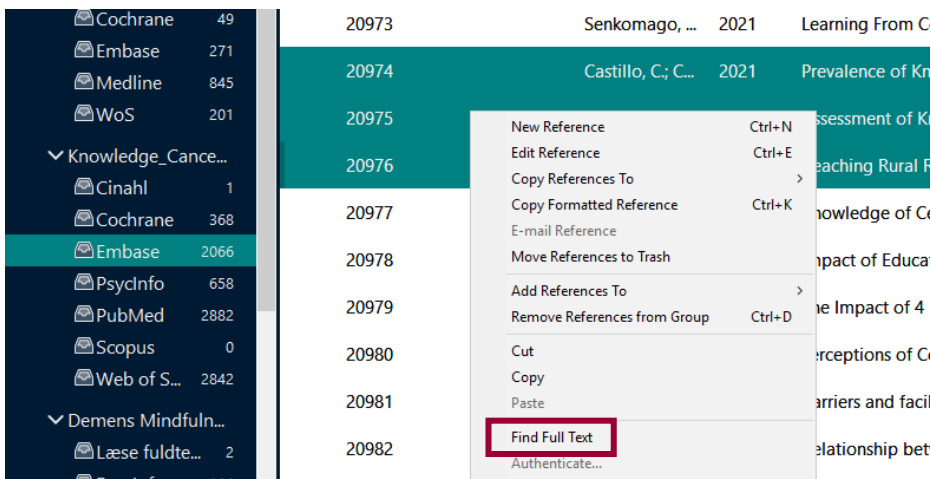 Cochrane 49
Embase 271
Medline 845
WoS 201
Knowledge_Cance...
Cinahl 1
Cochrane 368
Embase 2066
PsycInfo 658
PubMed 2882
Scopus 0
Web of S... 2842
Demens Mindfuln...
Læse fuldte... 2
20973 Senkomago, ... 2021 Learning From C
20974 Castillo, C.; C... 2021 Prevalence of Kn
20975 ssessment of K
20976 eaching Rural R
20977 nowledge of Ce
20978 npact of Educa
20979 he Impact of 4
20980 erceptions of C
20981 arriers and facil
20982 elationship bet
New Reference Ctrl+N
Edit Reference Ctrl+E
Copy References To
Copy Formatted Reference Ctrl+K
E-mail Reference
Move References to Trash
Add References To
Remove References from Group Ctrl+D
Cut
Copy
Paste
Find Full Text
Authenticate...